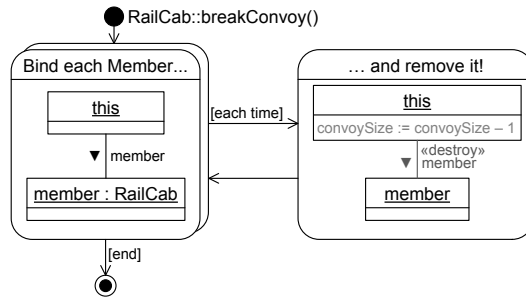 RailCab::breakConvoy()
Bind each Member...
this
▼ member
member : RailCab
[each time]
[end]
… and remove it!
this
convoySize := convoySize – 1
«destroy»
▼ member
member